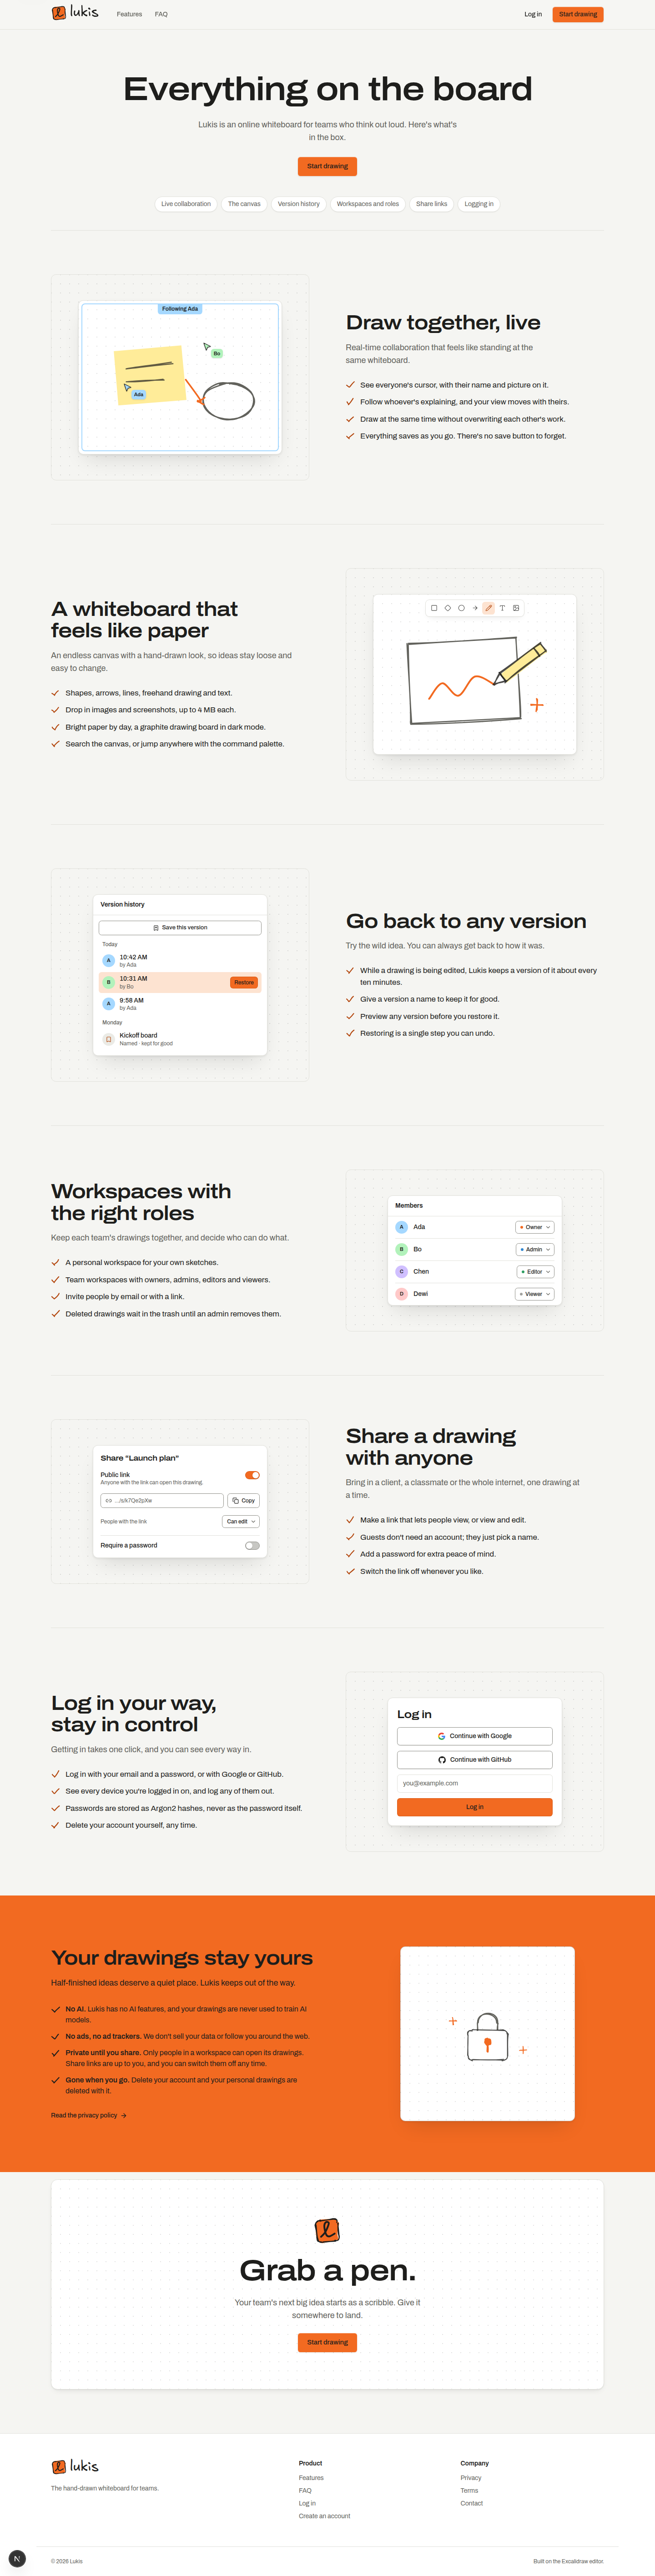 lukis
Features
FAQ
Log in
Start drawing
Everything on the board
Lukis is an online whiteboard for teams who think out loud. Here's what's
in the box.
Start drawing
Live collaboration
The canvas
Version history
Workspaces and roles
Share links
Logging in
Following Ada
Bo
Ada
Draw together, live
Real-time collaboration that feels like standing at the
same whiteboard.
See everyone's cursor, with their name and picture on it.
Follow whoever's explaining, and your view moves with theirs.
Draw at the same time without overwriting each other's work.
Everything saves as you go. There's no save button to forget.
A whiteboard that
feels like paper
An endless canvas with a hand-drawn look, so ideas stay loose and
easy to change.
Shapes, arrows, lines, freehand drawing and text.
Drop in images and screenshots, up to 4 MB each.
Bright paper by day, a graphite drawing board in dark mode.
Search the canvas, or jump anywhere with the command palette.
Version history
Save this version
Today
A
10:42 AM
by Ada
B
10:31 AM
by Bo
Restore
A
9:58 AM
by Ada
Monday
Kickoff board
Named · kept for good
Go back to any version
Try the wild idea. You can always get back to how it was.
While a drawing is being edited, Lukis keeps a version of it about every
ten minutes.
Give a version a name to keep it for good.
Preview any version before you restore it.
Restoring is a single step you can undo.
Workspaces with
the right roles
Keep each team's drawings together, and decide who can do what.
A personal workspace for your own sketches.
Team workspaces with owners, admins, editors and viewers.
Invite people by email or with a link.
Deleted drawings wait in the trash until an admin removes them.
Members
A
Ada
Owner
B
Bo
Admin
C
Chen
Editor
D
Dewi
Viewer
Share "Launch plan"
Public link
Anyone with the link can open this drawing.
…/s/k7Qe2pXw
Copy
People with the link
Can edit
Require a password
Share a drawing
with anyone
Bring in a client, a classmate or the whole internet, one drawing at
a time.
Make a link that lets people view, or view and edit.
Guests don't need an account; they just pick a name.
Add a password for extra peace of mind.
Switch the link off whenever you like.
Log in your way,
stay in control
Getting in takes one click, and you can see every way in.
Log in with your email and a password, or with Google or GitHub.
See every device you're logged in on, and log any of them out.
Passwords are stored as Argon2 hashes, never as the password itself.
Delete your account yourself, any time.
Log in
Continue with Google
Continue with GitHub
you@example.com
Log in
Your drawings stay yours
Half-finished ideas deserve a quiet place. Lukis keeps out of the way.
No AI. Lukis has no AI features, and your drawings are never used to train AI
models.
No ads, no ad trackers. We don't sell your data or follow you around the web.
Private until you share. Only people in a workspace can open its drawings.
Share links are up to you, and you can switch them off any time.
Gone when you go. Delete your account and your personal drawings are
deleted with it.
Read the privacy policy
Grab a pen.
Your team's next big idea starts as a scribble. Give it
somewhere to land.
Start drawing
lukis
The hand-drawn whiteboard for teams.
Product
Features
FAQ
Log in
Create an account
Company
Privacy
Terms
Contact
N
© 2026 Lukis
Built on the Excalidraw editor.